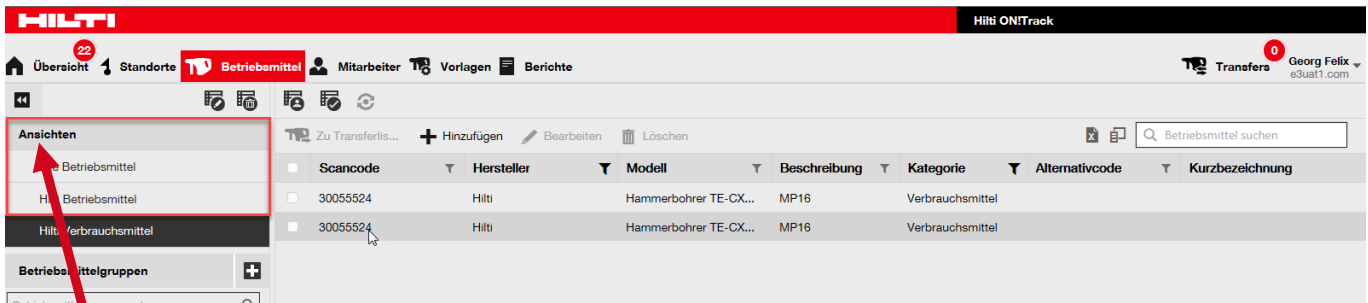 HILTI
Hilti ON!Track
22
0
Übersicht Standorte Betriebsmittel Mitarbeiter Vorlagen Berichte Transfers Georg Felix
e3uat1.com
Ansichten
Zu Transferlis... Hinzufügen Bearbeiten Löschen Betriebsmittel suchen
Betriebsmittel
Scancode Hersteller Modell Beschreibung Kategorie Alternativcode Kurzbezeichnung
Betriebsmittel
30055524 Hilti Hammerbohrer TE-CX... MP16 Verbrauchsmittel
Hilti Verbrauchsmittel
30055524 Hilti Hammerbohrer TE-CX... MP16 Verbrauchsmittel
Betriebsmittelgruppen